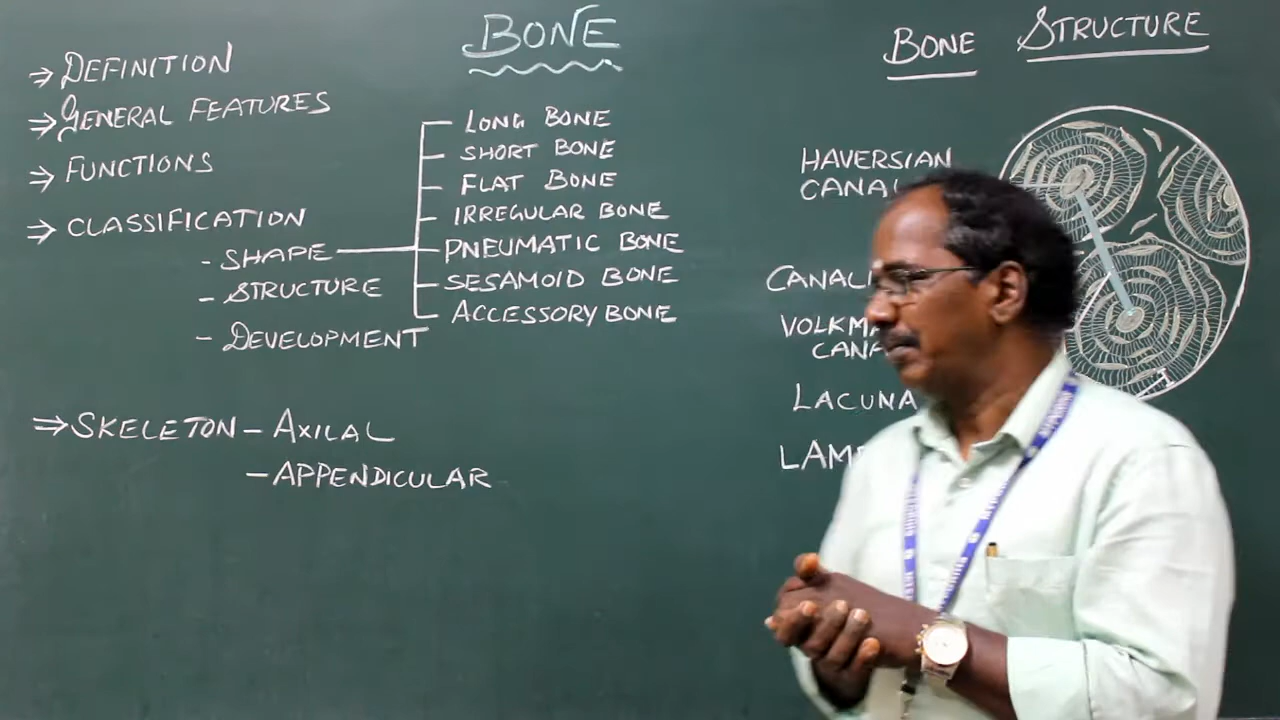 BONE
⇒ DEFINITION
⇒ GENERAL FEATURES
⇒ FUNCTIONS
⇒ CLASSIFICATION
- SHAPE
- STRUCTURE
- DEVELOPMENT
LONG BONE
SHORT BONE
FLAT BONE
IRREGULAR BONE
PNEUMATIC BONE
SESAMOID BONE
ACCESSORY BONE
⇒ SKELETON - AXILAL
- APPENDICULAR
BONE STRUCTURE
HAVERSIAN
LACUNA